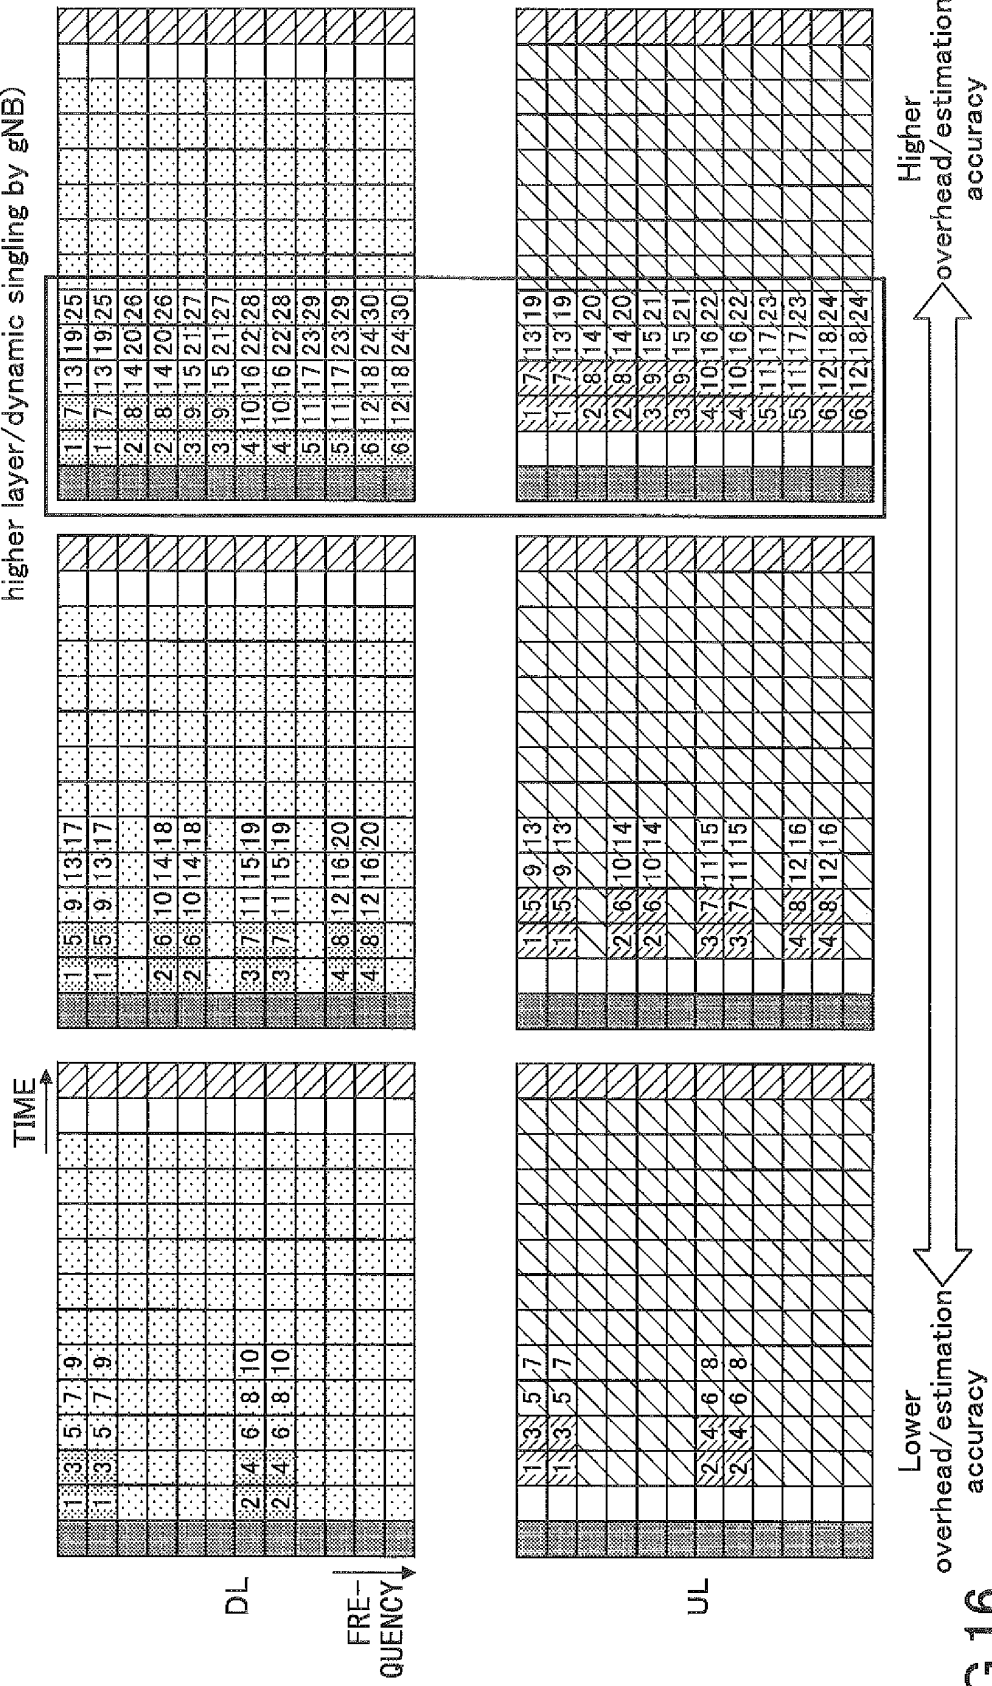 higher layer/dynamic singling by gNB)
TIME
1 3 5 7 9 1 5 9 13 17 1 7 13 19 25
1 3 5 7 9 1 5 9 13 17 1 7 13 19 25
2 8 14 20 26
2 6 10 14 18 2 8 14 20 26
2 6 10 14 18 3 9 15 21 27
3 9 15 21 27
DL 2 4 6 8 10 3 7 11 15 19 4 10 16 22 28
2 4 6 8 10 3 7 11 15 19 4 10 16 22 28
5 11 17 23 29
4 8 12 16 20 5 11 17 23 29
4 8 12 16 20 6 12 18 24 30
6 12 18 24 30
FRE-
QUENCY
1 3 5 7 1 5 9 13 1 7 13 19
1 3 5 7 1 5 9 13 1 7 13 19
2 8 14 20
2 6 10 14 2 8 14 20
2 6 10 14 3 9 15 21
3 9 15 21
UL 2 4 6 8 3 7 11 15 4 10 16 22
2 4 6 8 3 7 11 15 4 10 16 22
5 11 17 23
4 8 12 16 5 11 17 23
4 8 12 16 6 12 18 24
6 12 18 24
Lower
overhead/estimation
accuracy
Higher
overhead/estimation
accuracy
G 16